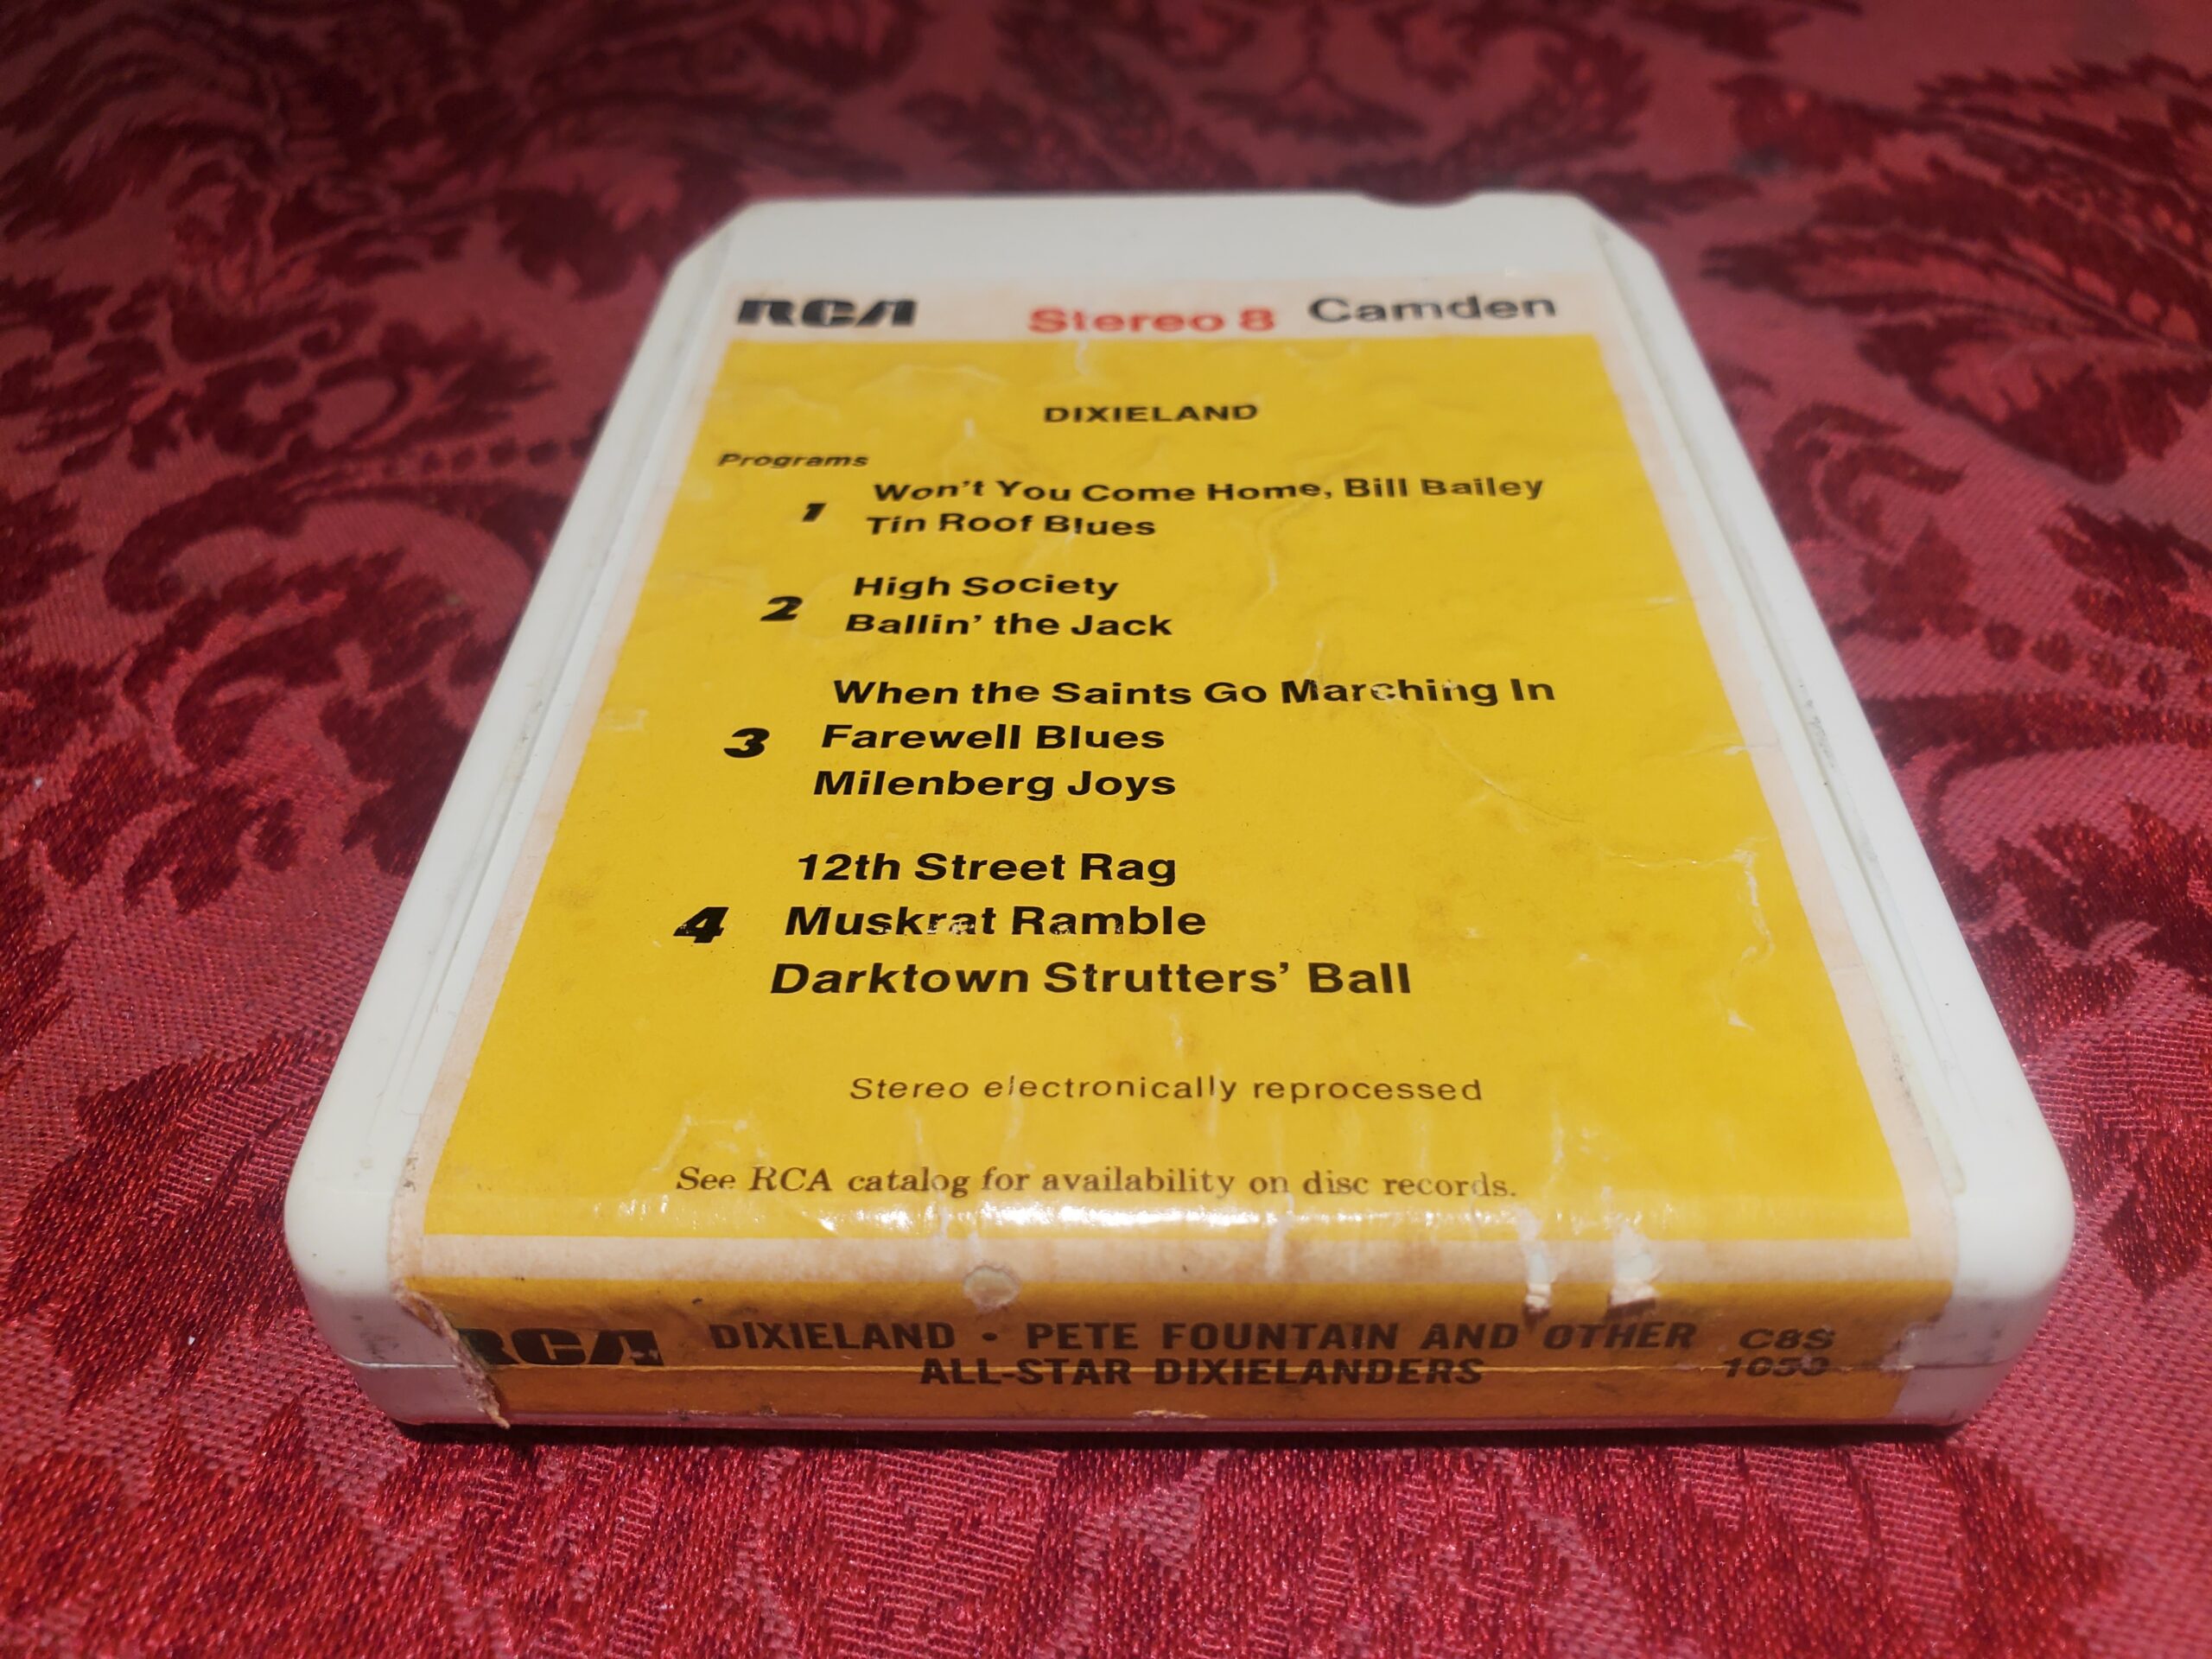 RCA Stereo 8 Camden
DIXIELAND
Programs
1
Won't You Come Home, Bill Bailey
Tin Roof Blues
2
High Society
Ballin' the Jack
3
When the Saints Go Marching In
Farewell Blues
Milenberg Joys
4
12th Street Rag
Muskrat Ramble
Darktown Strutters' Ball
Stereo electronically reprocessed
See RCA catalog for availability on disc records.
RCA DIXIELAND • PETE FOUNTAIN AND OTHER C8S
ALL-STAR DIXIELANDERS